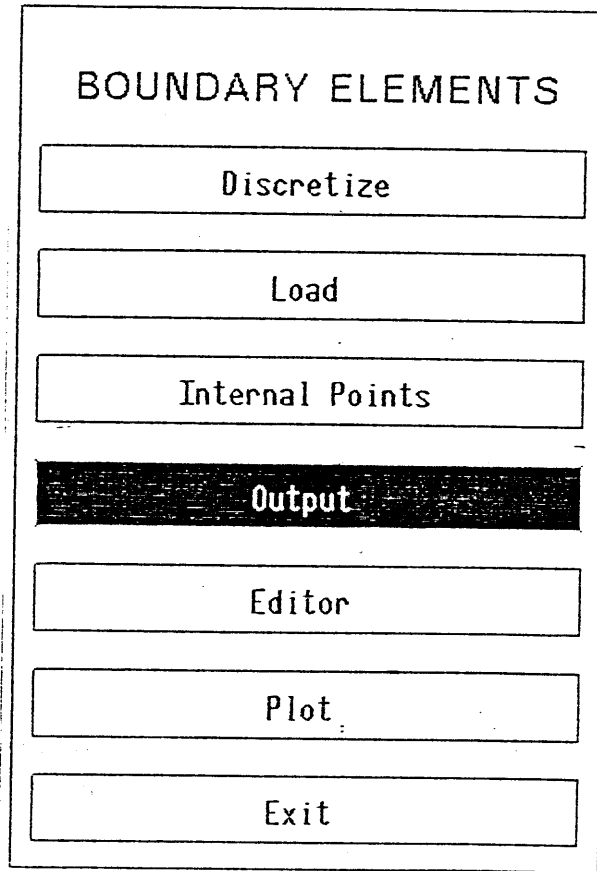 BOUNDARY ELEMENTS
Discretize
Load
Internal Points
Output
Editor
Plot
Exit